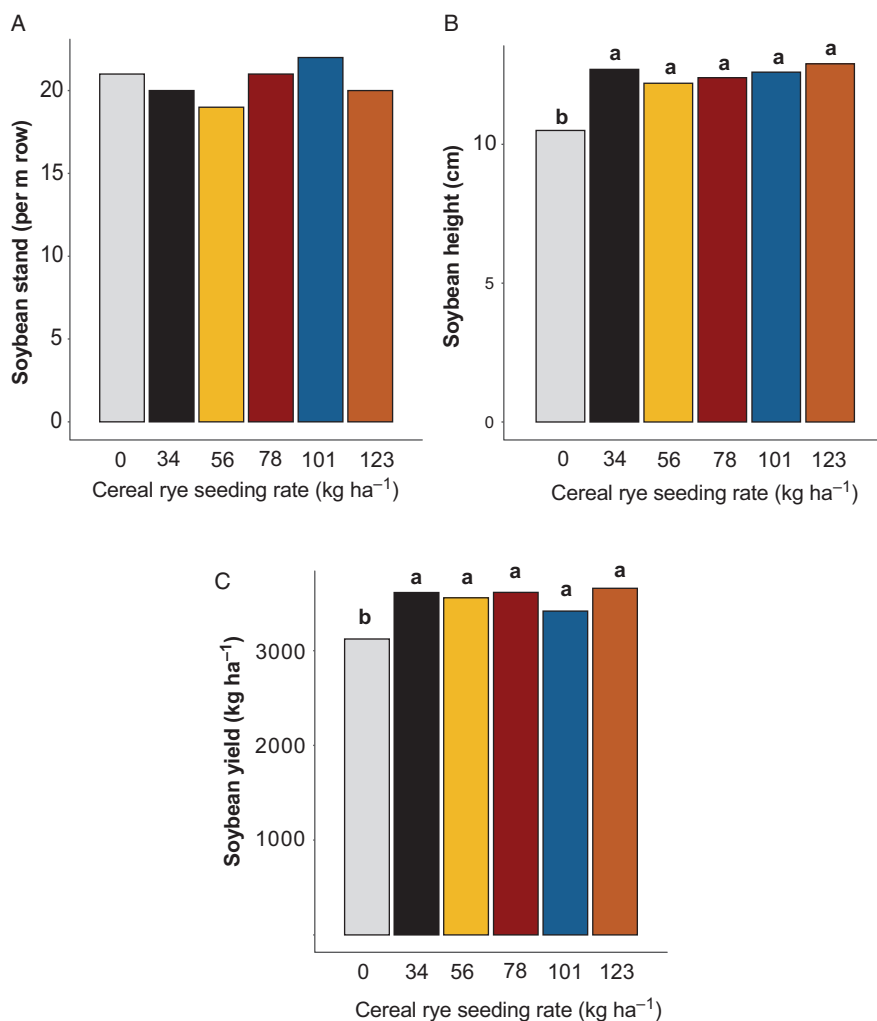 A
Soybean stand (per m row)
20
15
10
5
0
0 34 56 78 101 123
Cereal rye seeding rate (kg ha⁻¹)
B
Soybean height (cm)
10
5
0
b a a a a a
0 34 56 78 101 123
Cereal rye seeding rate (kg ha⁻¹)
C
Soybean yield (kg ha⁻¹)
3000
2000
1000
b a a a a a
0 34 56 78 101 123
Cereal rye seeding rate (kg ha⁻¹)